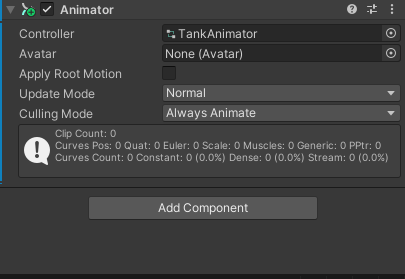 Animator
Controller TankAnimator
Avatar None (Avatar)
Apply Root Motion
Update Mode Normal
Culling Mode Always Animate
Clip Count: 0
Curves Pos: 0 Quat: 0 Euler: 0 Scale: 0 Muscles: 0 Generic: 0 PPtr: 0
Curves Count: 0 Constant: 0 (0.0%) Dense: 0 (0.0%) Stream: 0 (0.0%)
Add Component